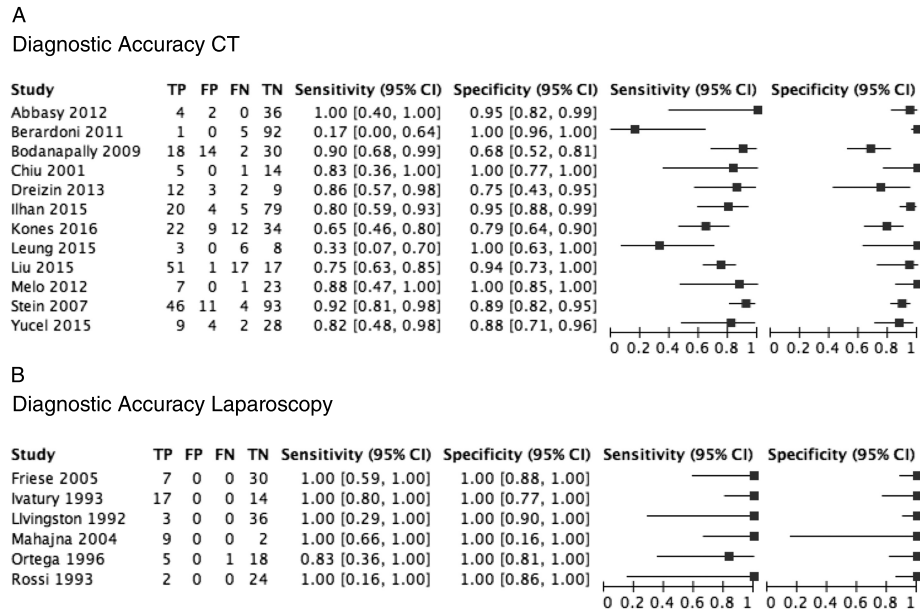 A
Diagnostic Accuracy CT
Study TP FP FN TN Sensitivity (95% CI) Specificity (95% CI) Sensitivity (95% CI) Specificity (95% CI)
Abbasy 2012 4 2 0 36 1.00 [0.40, 1.00] 0.95 [0.82, 0.99]
Berardoni 2011 1 0 5 92 0.17 [0.00, 0.64] 1.00 [0.96, 1.00]
Bodanapally 2009 18 14 2 30 0.90 [0.68, 0.99] 0.68 [0.52, 0.81]
Chiu 2001 5 0 1 14 0.83 [0.36, 1.00] 1.00 [0.77, 1.00]
Dreizin 2013 12 3 2 9 0.86 [0.57, 0.98] 0.75 [0.43, 0.95]
Ilhan 2015 20 4 5 79 0.80 [0.59, 0.93] 0.95 [0.88, 0.99]
Kones 2016 22 9 12 34 0.65 [0.46, 0.80] 0.79 [0.64, 0.90]
Leung 2015 3 0 6 8 0.33 [0.07, 0.70] 1.00 [0.63, 1.00]
Liu 2015 51 1 17 17 0.75 [0.63, 0.85] 0.94 [0.73, 1.00]
Melo 2012 7 0 1 23 0.88 [0.47, 1.00] 1.00 [0.85, 1.00]
Stein 2007 46 11 4 93 0.92 [0.81, 0.98] 0.89 [0.82, 0.95]
Yucel 2015 9 4 2 28 0.82 [0.48, 0.98] 0.88 [0.71, 0.96]
0 0.2 0.4 0.6 0.8 1 0 0.2 0.4 0.6 0.8 1
B
Diagnostic Accuracy Laparoscopy
Study TP FP FN TN Sensitivity (95% CI) Specificity (95% CI) Sensitivity (95% CI) Specificity (95% CI)
Friese 2005 7 0 0 30 1.00 [0.59, 1.00] 1.00 [0.88, 1.00]
Ivatury 1993 17 0 0 14 1.00 [0.80, 1.00] 1.00 [0.77, 1.00]
LIvingston 1992 3 0 0 36 1.00 [0.29, 1.00] 1.00 [0.90, 1.00]
Mahajna 2004 9 0 0 2 1.00 [0.66, 1.00] 1.00 [0.16, 1.00]
Ortega 1996 5 0 1 18 0.83 [0.36, 1.00] 1.00 [0.81, 1.00]
Rossi 1993 2 0 0 24 1.00 [0.16, 1.00] 1.00 [0.86, 1.00]
0 0.2 0.4 0.6 0.8 1 0 0.2 0.4 0.6 0.8 1